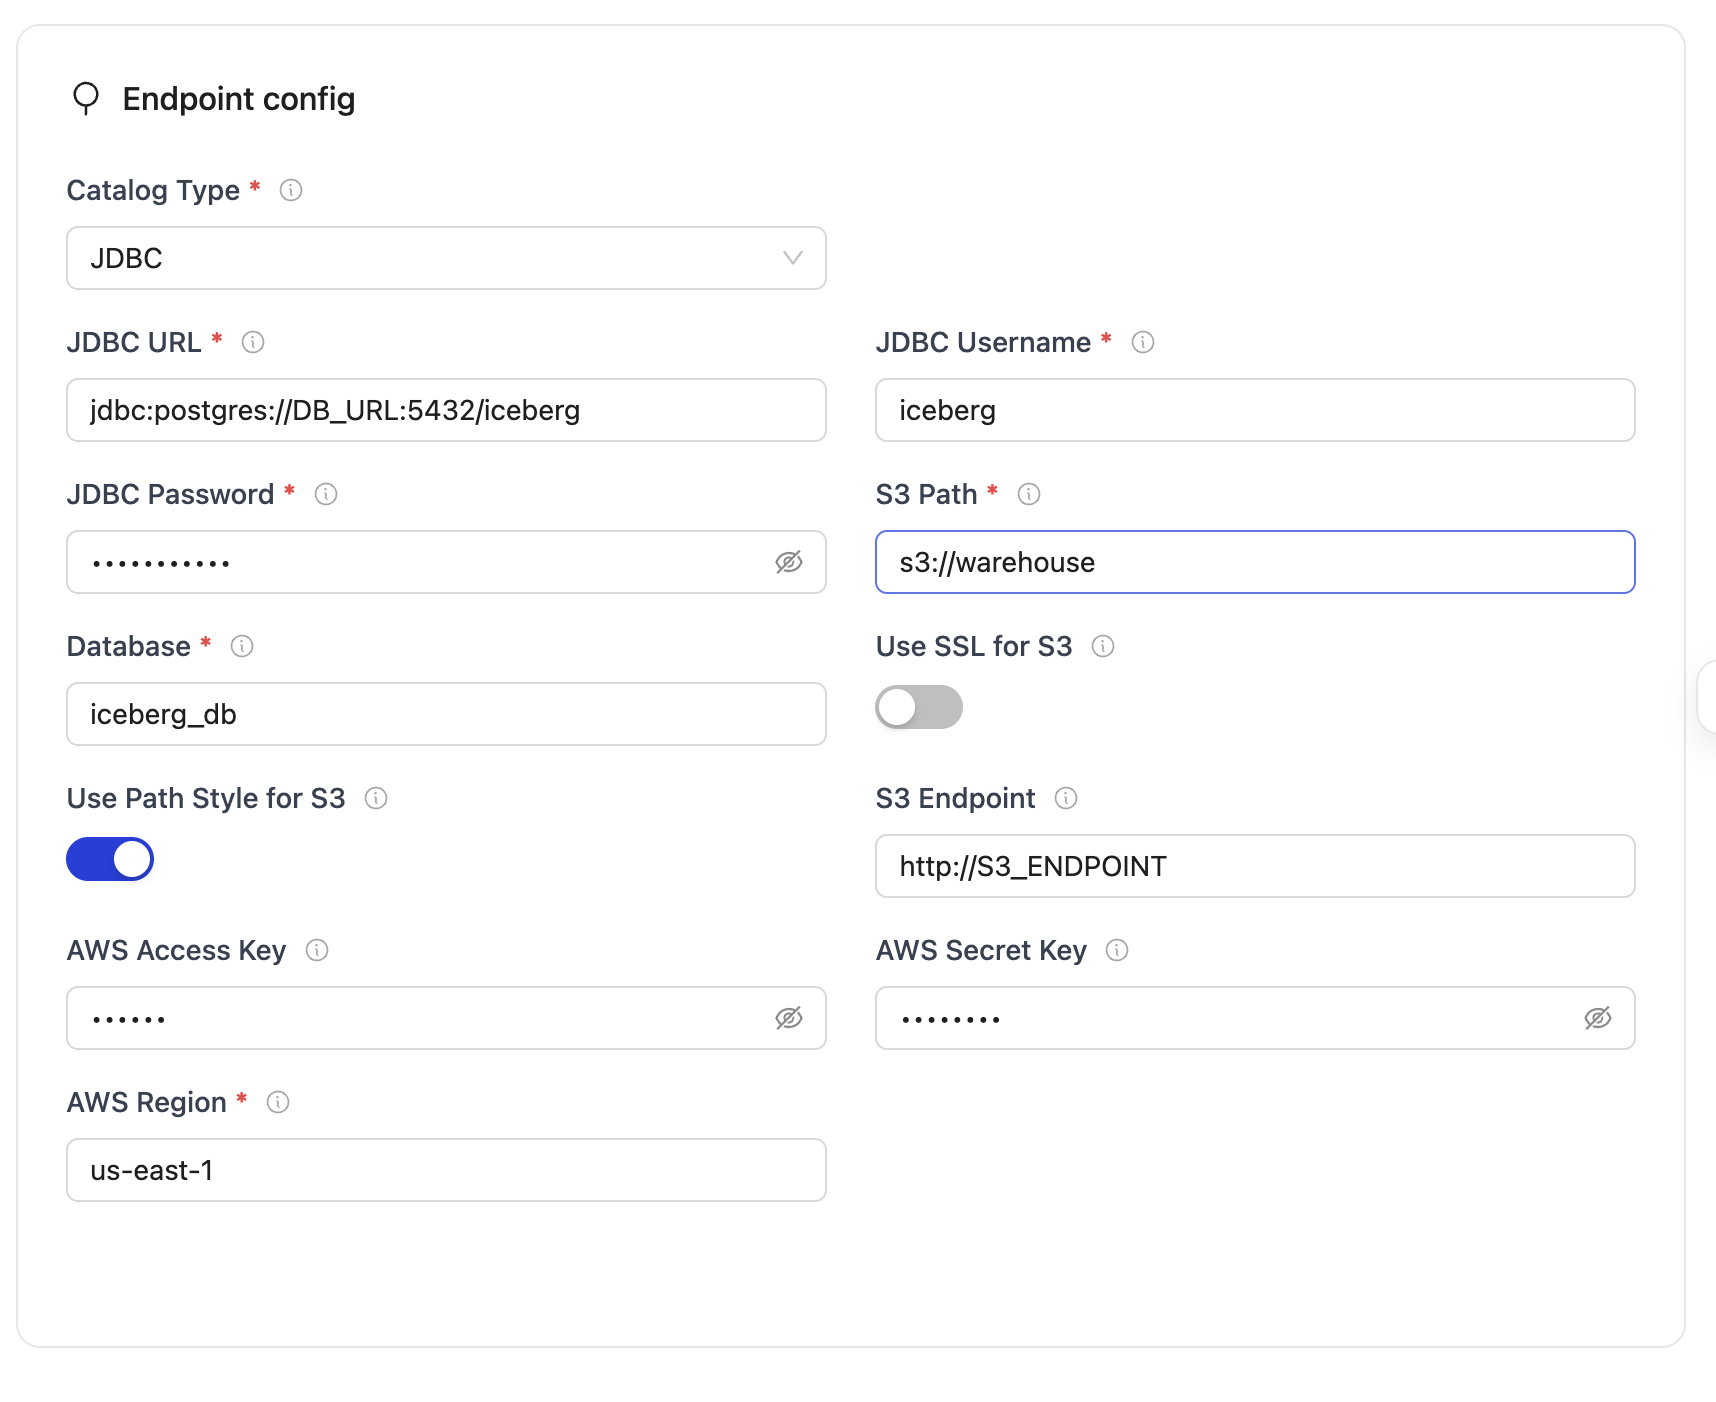 Endpoint config
Catalog Type *
JDBC
JDBC URL *
jdbc:postgres://DB_URL:5432/iceberg
JDBC Username *
iceberg
JDBC Password *
•••••••••••
S3 Path *
s3://warehouse
Database *
iceberg_db
Use SSL for S3
Use Path Style for S3
S3 Endpoint
http://S3_ENDPOINT
AWS Access Key
••••••
AWS Secret Key
••••••••
AWS Region *
us-east-1